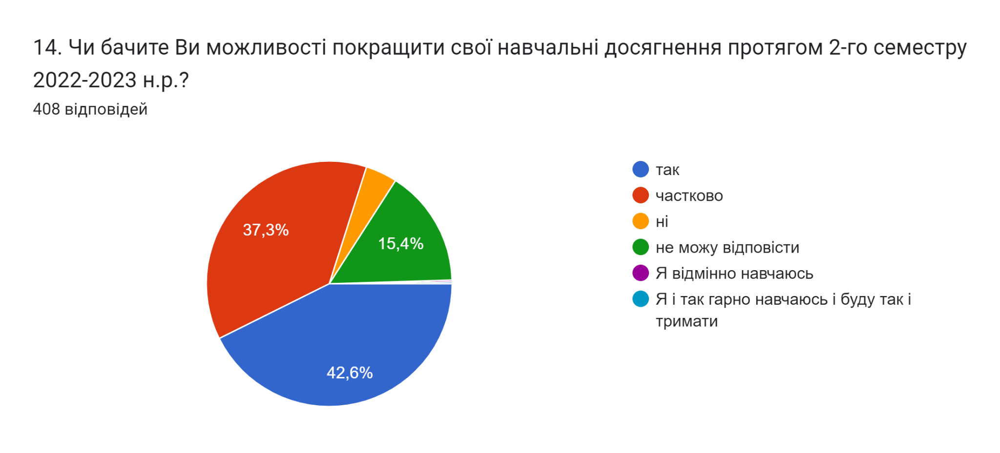 14. Чи бачите Ви можливості покращити свої навчальні досягнення протягом 2-го семестру
2022-2023 н.р.?
408 відповідей
37,3%
15,4%
42,6%
так
частково
ні
не можу відповісти
Я відмінно навчаюсь
Я і так гарно навчаюсь і буду так і
тримати